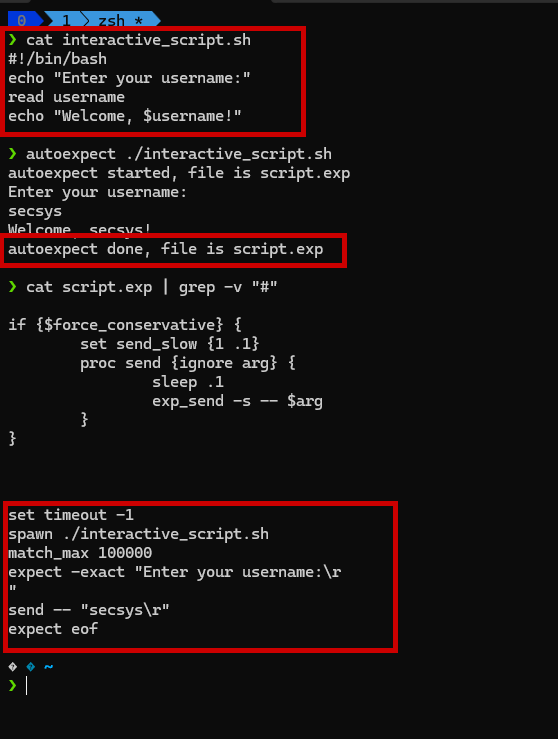 0 1 zsh *
❯ cat interactive_script.sh
#!/bin/bash
echo "Enter your username:"
read username
echo "Welcome, $username!"
❯ autoexpect ./interactive_script.sh
autoexpect started, file is script.exp
Enter your username:
secsys
Welcome, secsys!
autoexpect done, file is script.exp
❯ cat script.exp | grep -v "#"
if {$force_conservative} {
        set send_slow {1 .1}
        proc send {ignore arg} {
                sleep .1
                exp_send -s -- $arg
        }
}
set timeout -1
spawn ./interactive_script.sh
match_max 100000
expect -exact "Enter your username:\r
"
send -- "secsys\r"
expect eof
� � ~
❯